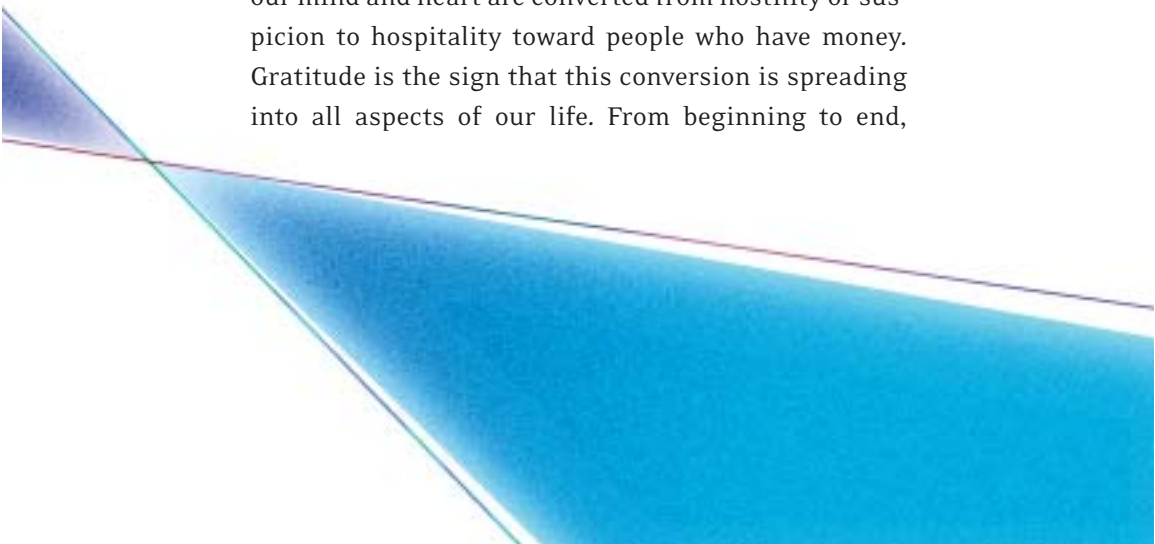 our mind and heart are converted from hostility or sus-
picion to hospitality toward people who have money.
Gratitude is the sign that this conversion is spreading
into all aspects of our life. From beginning to end,